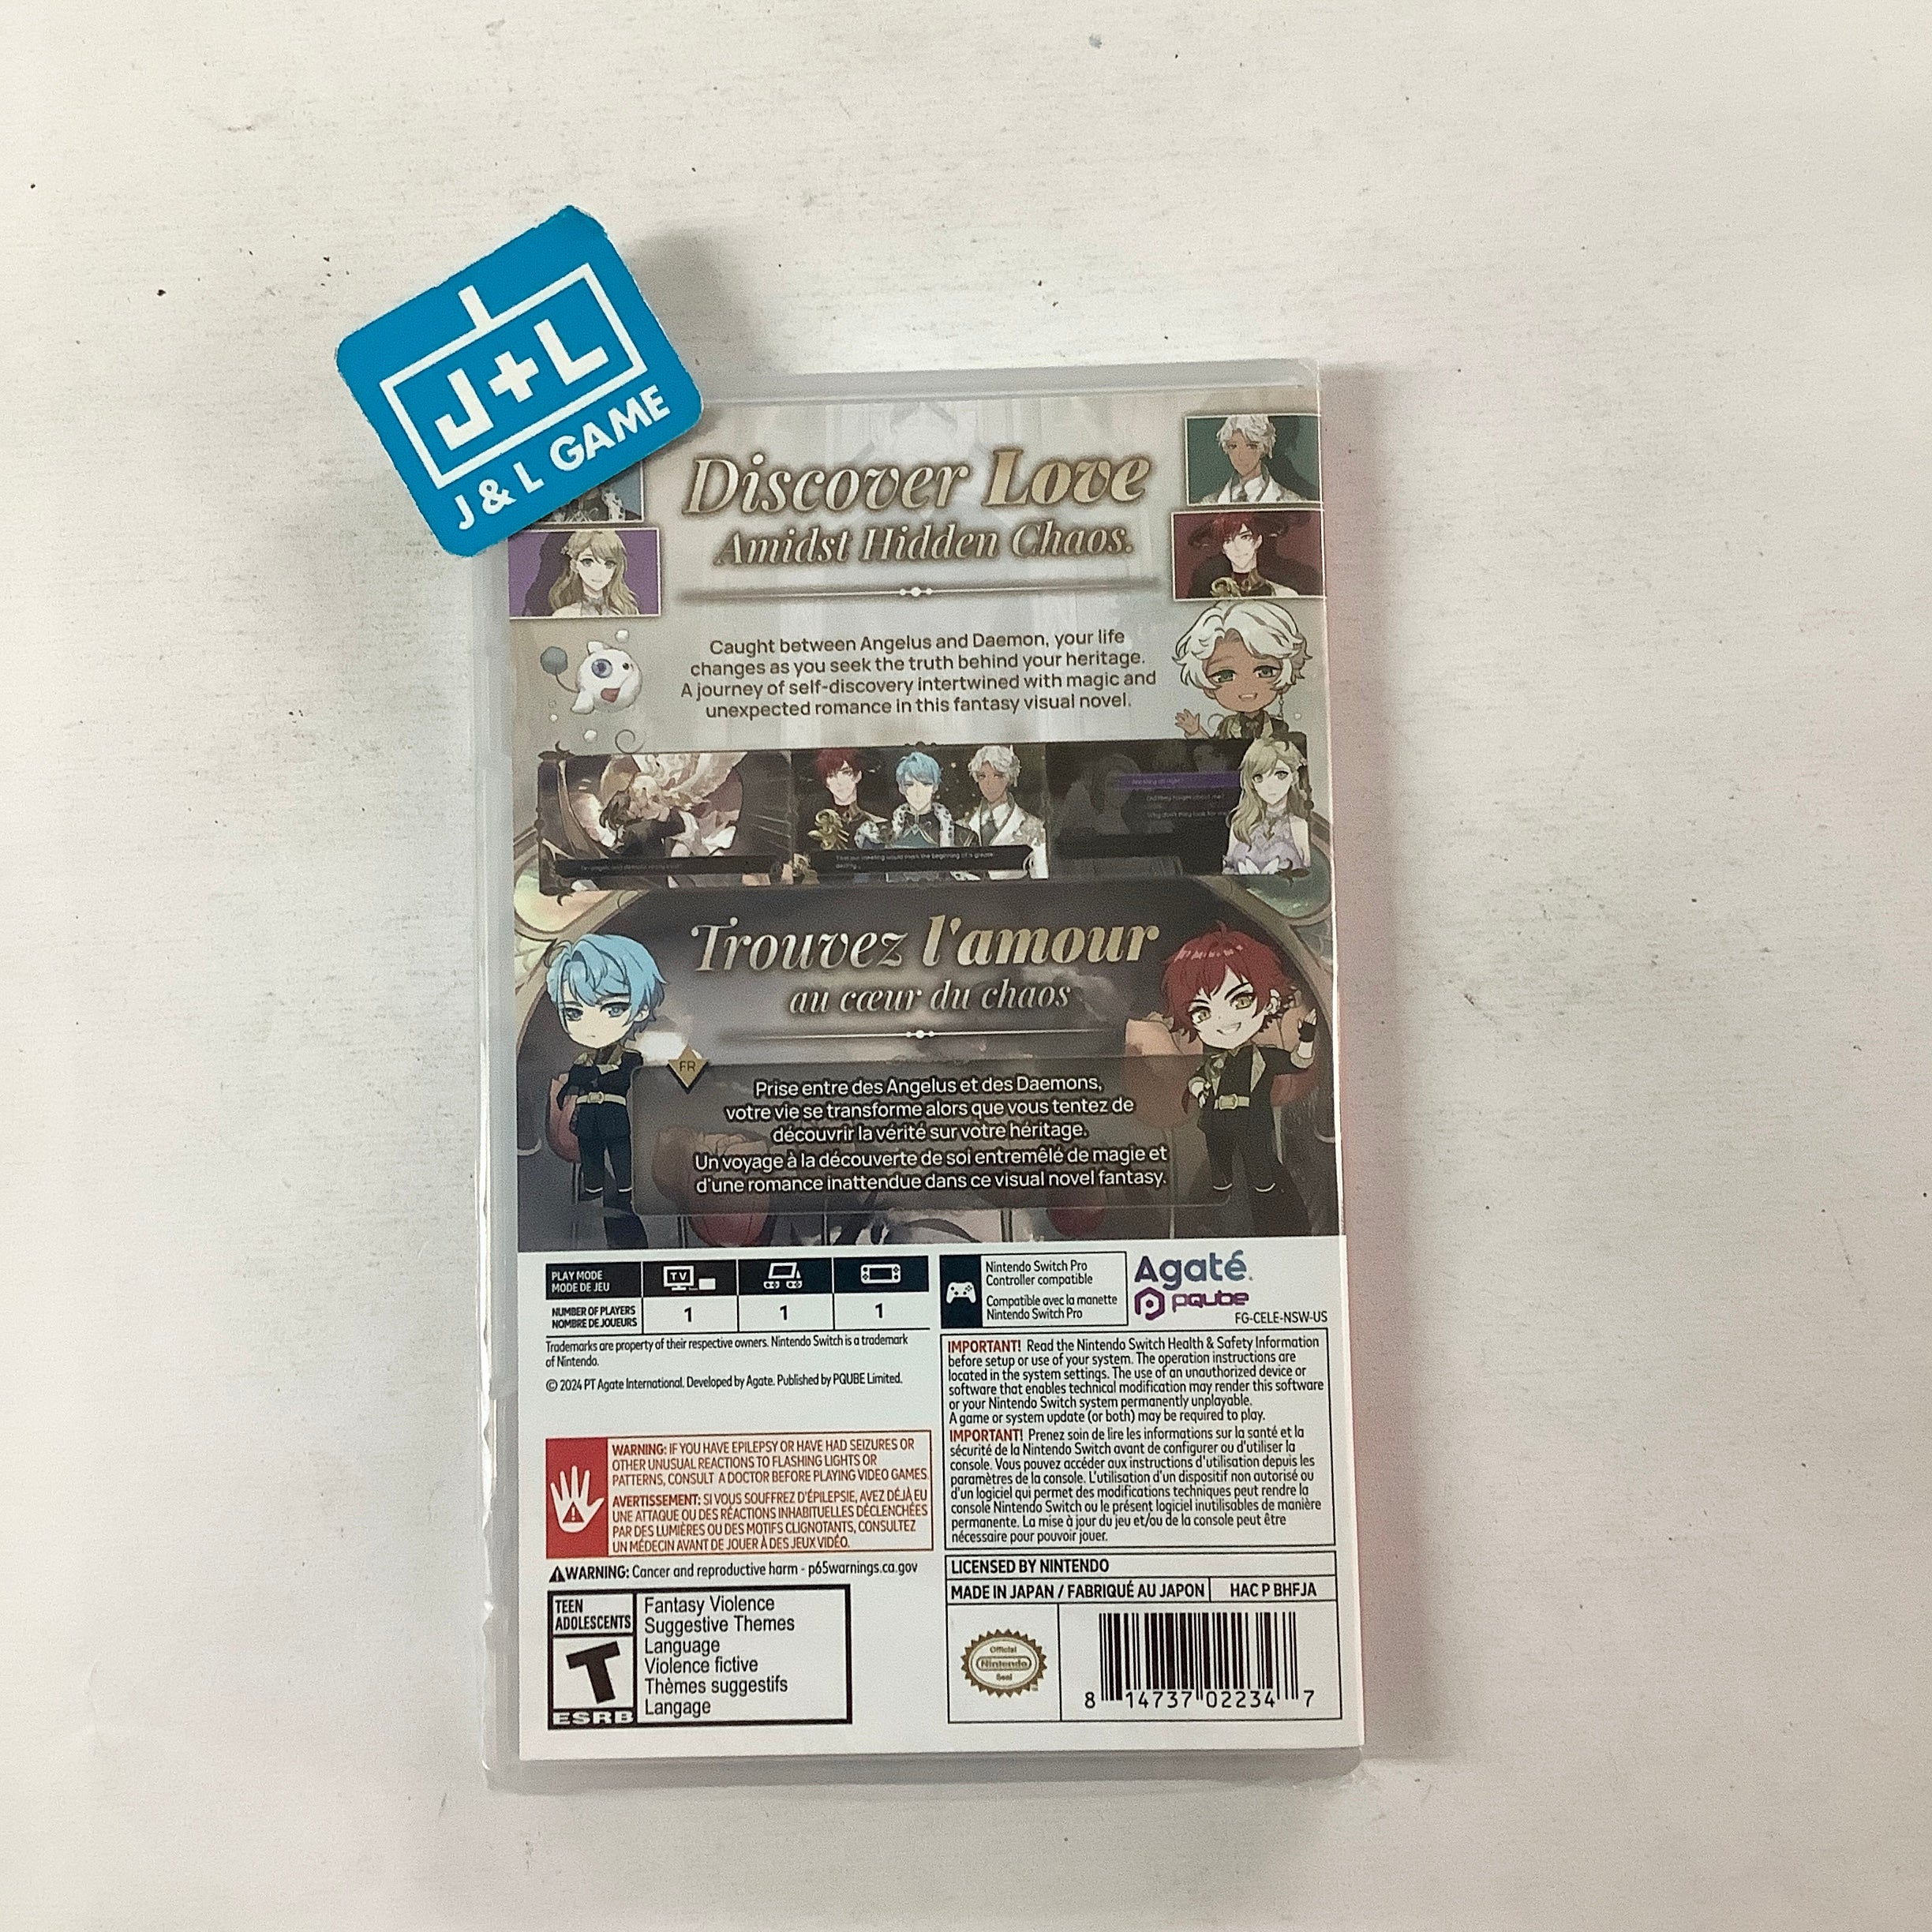 J+L
J & L GAME
Discover Love
Amidst Hidden Chaos.
Caught between Angelus and Daemon, your life
changes as you seek the truth behind your heritage.
A journey of self-discovery intertwined with magic and
unexpected romance in this fantasy visual novel.
That our meeting would mark the beginning of a greater
destiny...
Trouvez l'amour
au cœur du chaos
FR
Prise entre des Angelus et des Daemons,
votre vie se transforme alors que vous tentez de
découvrir la vérité sur votre héritage.
Un voyage à la découverte de soi entremêlé de magie et
d'une romance inattendue dans ce visual novel fantasy.
PLAY MODE
MODE DE JEU
TV
NUMBER OF PLAYERS
NOMBRE DE JOUEURS
1 1 1
Nintendo Switch Pro
Controller compatible
Compatible avec la manette
Nintendo Switch Pro
Agaté
PQube
FG-CELE-NSW-US
Trademarks are property of their respective owners. Nintendo Switch is a trademark
of Nintendo.
© 2024 PT Agate International. Developed by Agate. Published by PQUBE Limited.
WARNING: IF YOU HAVE EPILEPSY OR HAVE HAD SEIZURES OR
OTHER UNUSUAL REACTIONS TO FLASHING LIGHTS OR
PATTERNS, CONSULT A DOCTOR BEFORE PLAYING VIDEO GAMES.
AVERTISSEMENT: SI VOUS SOUFFREZ D'ÉPILEPSIE, AVEZ DÉJÀ EU
UNE ATTAQUE OU DES RÉACTIONS INHABITUELLES DÉCLENCHÉES
PAR DES LUMIÈRES OU DES MOTIFS CLIGNOTANTS, CONSULTEZ
UN MÉDECIN AVANT DE JOUER À DES JEUX VIDÉO.
WARNING: Cancer and reproductive harm - p65warnings.ca.gov
TEEN
ADOLESCENTS
T
ESRB
Fantasy Violence
Suggestive Themes
Language
Violence fictive
Thèmes suggestifs
Langage
IMPORTANT! Read the Nintendo Switch Health & Safety Information
before setup or use of your system. The operation instructions are
located in the system settings. The use of an unauthorized device or
software that enables technical modification may render this software
or your Nintendo Switch system permanently unplayable.
A game or system update (or both) may be required to play.
IMPORTANT! Prenez soin de lire les informations sur la santé et la
sécurité de la Nintendo Switch avant de configurer ou d'utiliser la
console. Vous pouvez accéder aux instructions d'utilisation depuis les
paramètres de la console. L'utilisation d'un dispositif non autorisé ou
d'un logiciel qui permet des modifications techniques peut rendre la
console Nintendo Switch ou le présent logiciel inutilisables de manière
permanente. La mise à jour du jeu et/ou de la console peut être
nécessaire pour pouvoir jouer.
LICENSED BY NINTENDO
MADE IN JAPAN / FABRIQUÉ AU JAPON
HAC P BHFJA
Official
Nintendo
Seal
8 14737 02234 7